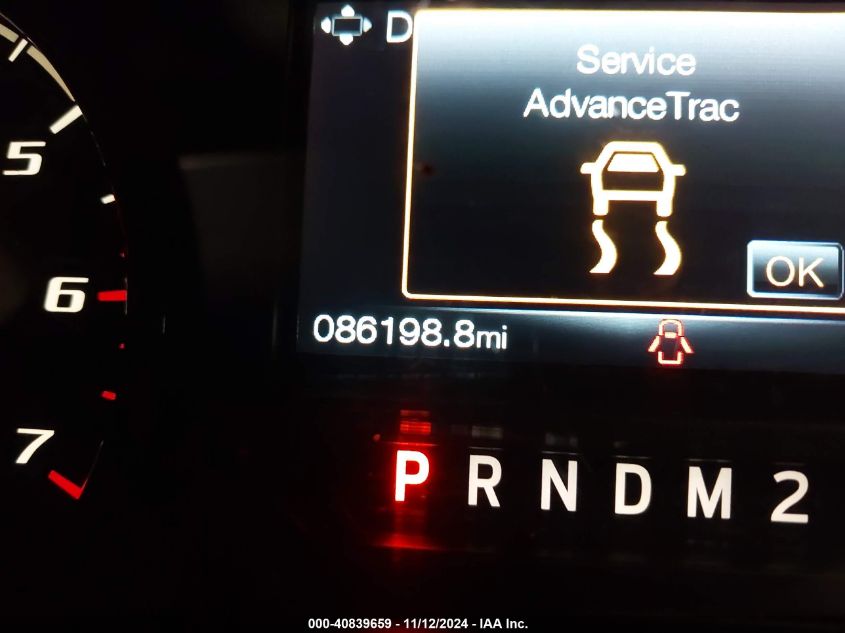 D
Service
AdvanceTrac
OK
5
6
7
086198.8mi
P R N D M 2
000-40839659 - 11/12/2024 - IAA Inc.